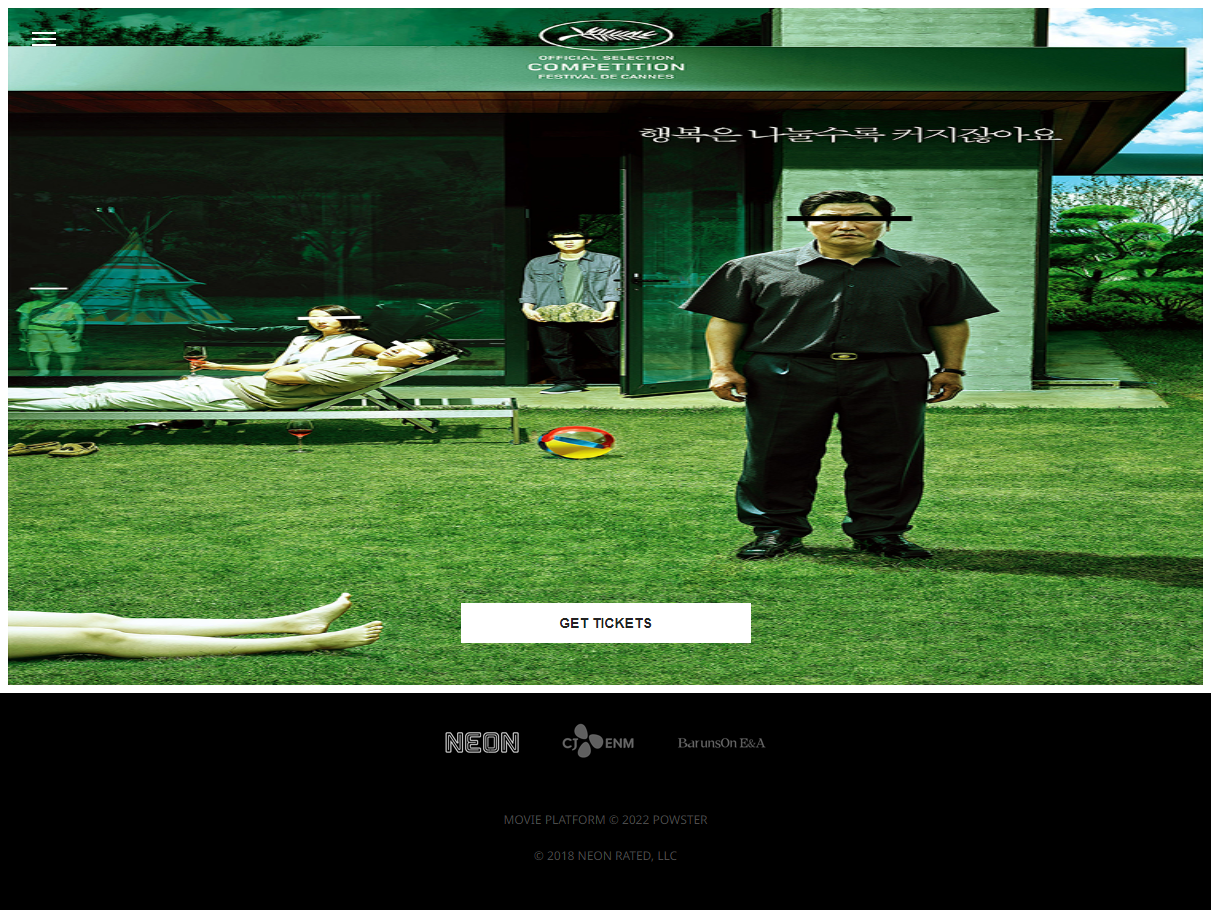 OFFICIAL SELECTION
COMPETITION
FESTIVAL DE CANNES
행복은 나눌수록 커지잖아요
GET TICKETS
NEON
CJ ENM
BarunsOn E&A
MOVIE PLATFORM © 2022 POWSTER
© 2018 NEON RATED, LLC